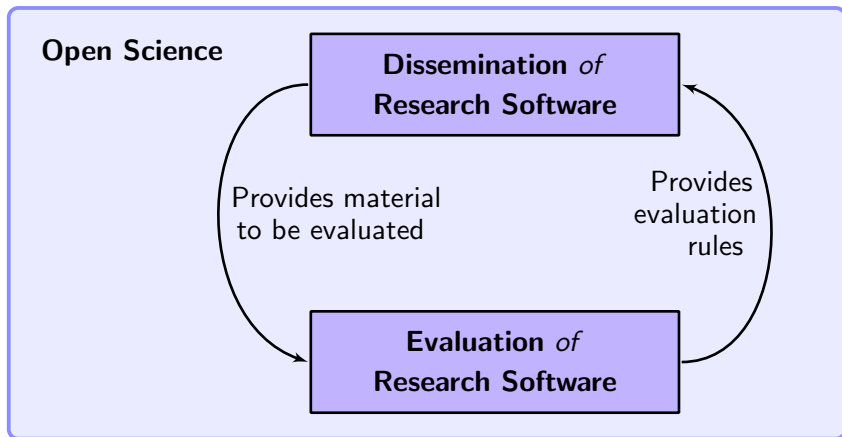 Open Science
Dissemination of
Research Software
Provides material
to be evaluated
Provides
evaluation
rules
Evaluation of
Research Software